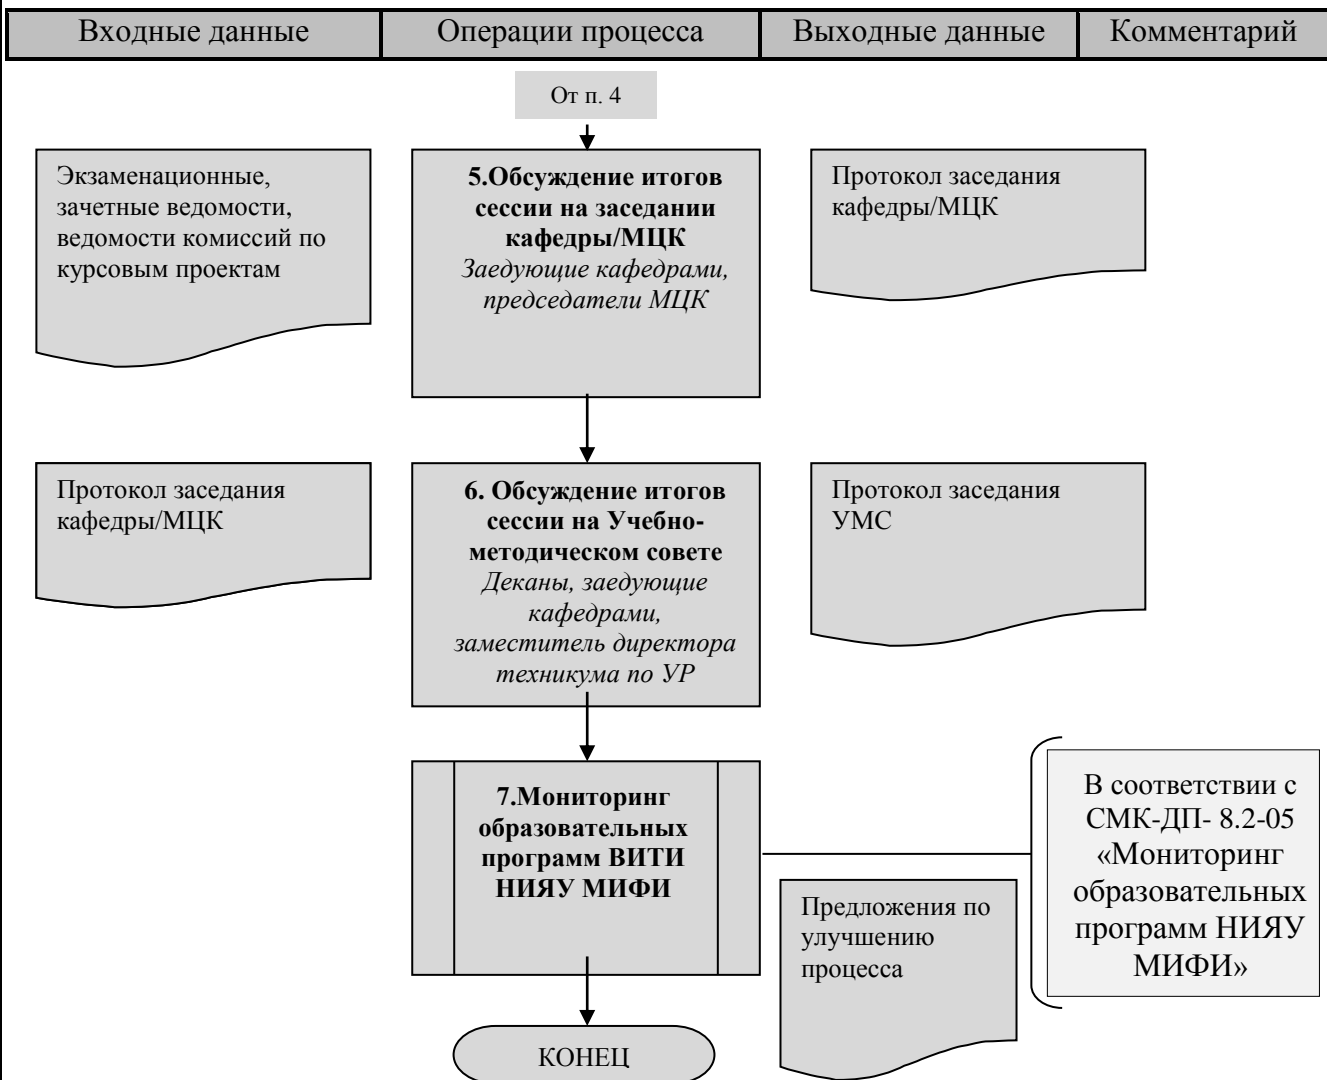 Входные данные
Операции процесса
Выходные данные
Комментарий
От п. 4
Экзаменационные,
зачетные ведомости,
ведомости комиссий по
курсовым проектам
5.Обсуждение итогов
сессии на заседании
кафедры/МЦК
Заедующие кафедрами,
председатели МЦК
Протокол заседания
кафедры/МЦК
Протокол заседания
кафедры/МЦК
6. Обсуждение итогов
сессии на Учебно-
методическом совете
Деканы, заедующие
кафедрами,
заместитель директора
техникума по УР
Протокол заседания
УМС
7.Мониторинг
образовательных
программ ВИТИ
НИЯУ МИФИ
Предложения по
улучшению
процесса
В соответствии с
СМК-ДП- 8.2-05
«Мониторинг
образовательных
программ НИЯУ
МИФИ»
КОНЕЦ